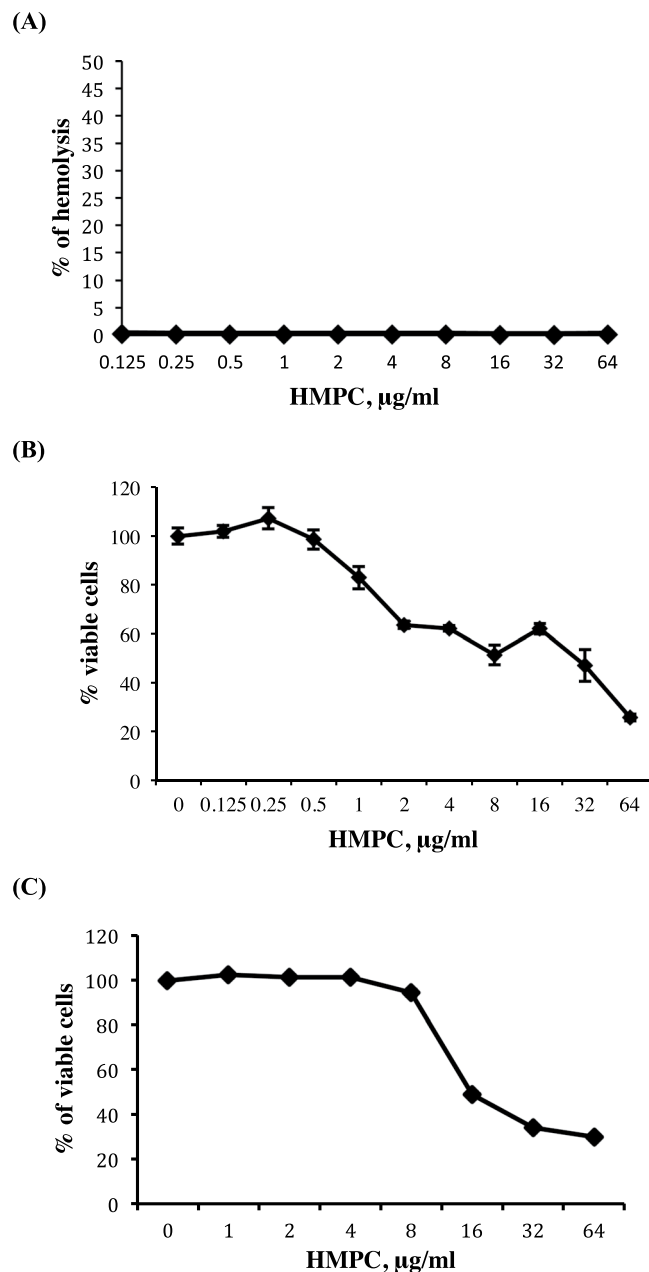 (A)
% of hemolysis
50
45
40
35
30
25
20
15
10
5
0
0.125 0.25 0.5 1 2 4 8 16 32 64
HMPC, µg/ml
(B)
% viable cells
120
100
80
60
40
20
0
0 0.125 0.25 0.5 1 2 4 8 16 32 64
HMPC, µg/ml
(C)
% of viable cells
120
100
80
60
40
20
0
0 1 2 4 8 16 32 64
HMPC, µg/ml